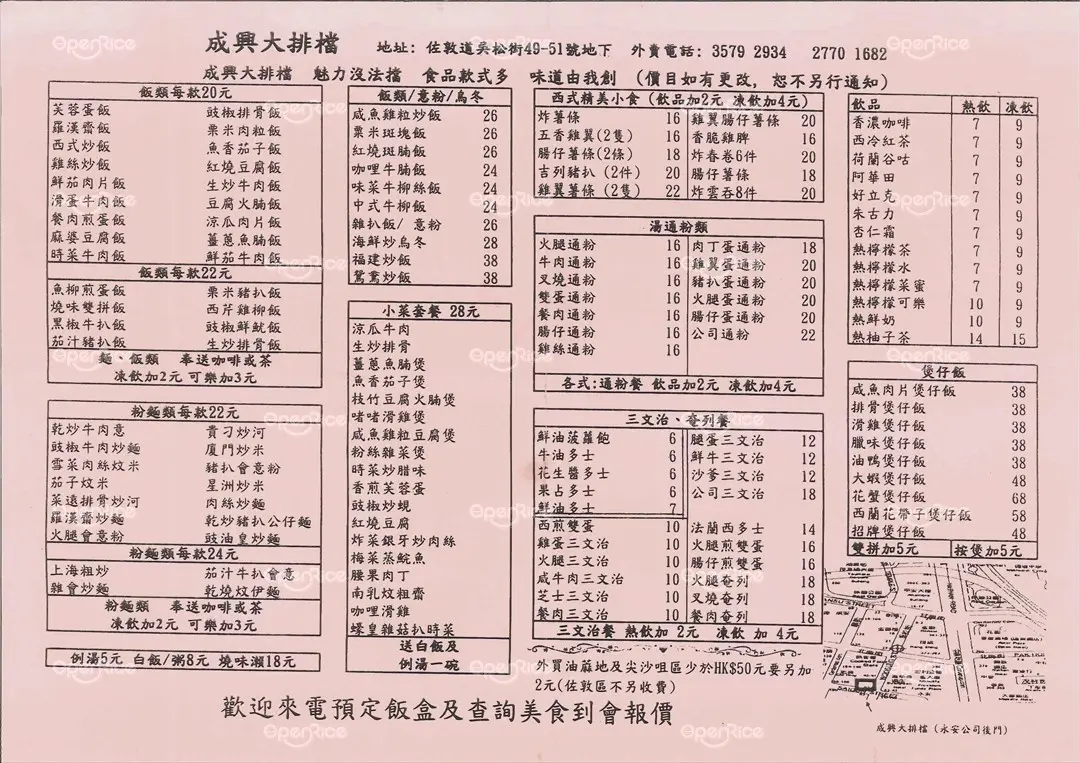 成興大排檔 地址: 佐敦道吳松街49-51號地下 外賣電話: 3579 2934 2770 1682
成興大排檔 魅力沒法擋 食品款式多 味道由我創 (價目如有更改, 恕不另行通知)
飯類每款20元
芙蓉蛋飯 豉椒排骨飯
羅漢齋飯 粟米肉粒飯
西式炒飯 魚香茄子飯
雞絲炒飯 紅燒豆腐飯
鮮茄肉片飯 生炒牛肉飯
滑蛋牛肉飯 豆腐火腩飯
餐肉煎蛋飯 涼瓜肉片飯
麻婆豆腐飯 薑蔥魚腩飯
時菜牛肉飯 鮮茄牛肉飯
飯類每款22元
魚柳煎蛋飯 粟米豬扒飯
燒味雙拼飯 西芹雞柳飯
黑椒牛扒飯 豉椒鮮魷飯
茄汁豬扒飯 生炒排骨飯
麵、飯類 奉送咖啡或茶
凍飲加2元 可樂加3元
粉麵類每款22元
乾炒牛肉意 貴刁炒河
豉椒牛肉炒麵 廈門炒米
雪菜肉絲炆米 豬扒會意粉
茄子炆米 星洲炒米
菜遠排骨炒河 肉絲炒麵
羅漢齋炒麵 乾炒豬扒公仔麵
火腿會意粉 豉油皇炒麵
粉麵類每款24元
上海粗炒 茄汁牛扒會意
雜會炒麵 乾燒炆伊麵
粉麵類 奉送咖啡或茶
凍飲加2元 可樂加3元
例湯5元 白飯/粥8元 燒味瀨18元
飯類/意粉/烏冬
咸魚雞粒炒飯 26
粟米斑塊飯 26
紅燒斑腩飯 26
咖哩牛腩飯 24
味菜牛柳絲飯 24
中式牛柳飯 24
雜扒飯/意粉 26
海鮮炒烏冬 28
福建炒飯 38
鴛鴦炒飯 38
小菜套餐 28元
涼瓜牛肉
生炒排骨
薑蔥魚腩煲
魚香茄子煲
枝竹豆腐火腩煲
啫啫滑雞煲
咸魚雞粒豆腐煲
粉絲雜菜煲
時菜炒腊味
香煎芙蓉蛋
豉椒炒蜆
紅燒豆腐
炸菜銀牙炒肉絲
梅菜蒸鯇魚
腰果肉丁
南乳炆粗齋
咖哩滑雞
蠔皇雜菇扒時菜
送白飯及
例湯一碗
西式精美小食 (飲品加2元 凍飲加4元)
炸薯條 16 雞翼腸仔薯條 20
五香雞翼(2隻) 16 香脆雞脾 16
腸仔薯條(2條) 18 炸春卷6件 20
吉列豬扒 (2件) 20 腸仔薯條 18
雞翼薯條 (2隻) 22 炸雲吞8件 20
湯通粉類
火腿通粉 16 肉丁蛋通粉 18
牛肉通粉 16 雞翼蛋通粉 20
叉燒通粉 16 豬扒蛋通粉 20
雙蛋通粉 16 火腿蛋通粉 20
餐肉通粉 16 腸仔蛋通粉 20
腸仔通粉 16 公司通粉 22
雞絲通粉 16
各式:通粉餐 飲品加2元 凍飲加4元
三文治、奄列餐
鮮油菠蘿飽 6 腿蛋三文治 12
牛油多士 6 鮮牛三文治 12
花生醬多士 6 沙爹三文治 12
果占多士 6 公司三文治 18
鮮油多士 7
西煎雙蛋 10 法蘭西多士 14
雞蛋三文治 10 火腿煎雙蛋 16
火腿三文治 10 腸仔煎雙蛋 16
咸牛肉三文治 10 火腿奄列 18
芝士三文治 10 叉燒奄列 18
餐肉三文治 10 餐肉奄列 18
三文治餐 熱飲加 2元 凍飲 加 4元
外買油蔴地及尖沙咀區少於HK$50元要另加
2元(佐敦區不另收費)
飲品 熱飲 凍飲
香濃咖啡 7 9
西冷紅茶 7 9
荷蘭谷咕 7 9
阿華田 7 9
好立克 7 9
朱古力 7 9
杏仁霜 7 9
熱檸檬茶 7 9
熱檸檬水 7 9
熱檸檬菜蜜 7 9
熱檸檬可樂 10 9
熱鮮奶 10 9
熱柚子茶 14 15
煲仔飯
咸魚肉片煲仔飯 38
排骨煲仔飯 38
滑雞煲仔飯 38
臘味煲仔飯 38
油鴨煲仔飯 38
大蝦煲仔飯 48
花蟹煲仔飯 68
西蘭花帶子煲仔飯 58
招牌煲仔飯 48
雙拼加5元 按煲加5元
成興大排檔 (永安公司後門)
歡迎來電預定飯盒及查詢美食到會報價